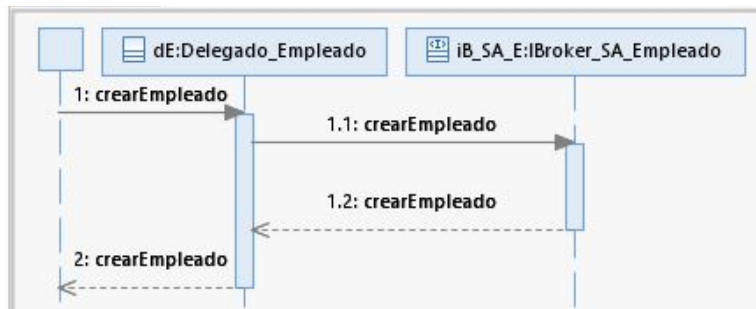 dE:Delegado_Empleado
iB_SA_E:IBroker_SA_Empleado
1: crearEmpleado
1.1: crearEmpleado
1.2: crearEmpleado
2: crearEmpleado